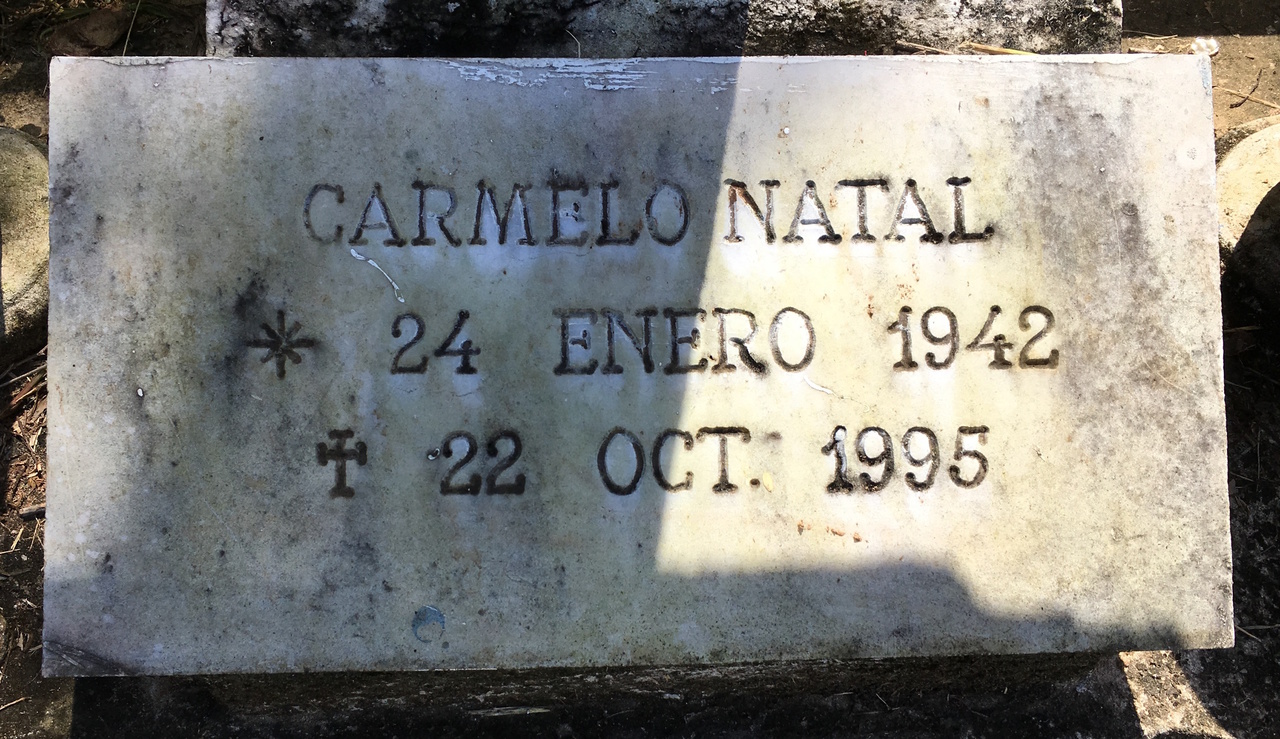 CARMELO NATAL
* 24 ENERO 1942
✝ 22 OCT. 1995